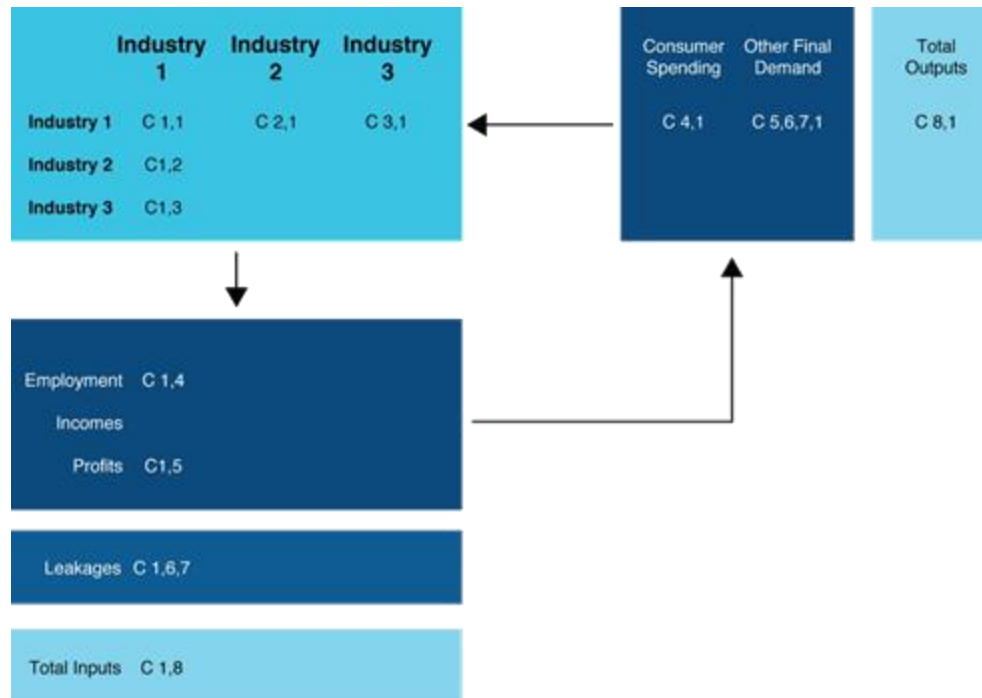 Industry 1 Industry 2 Industry 3
Industry 1 C 1,1 C 2,1 C 3,1
Industry 2 C1,2
Industry 3 C1,3
Consumer Spending Other Final Demand
C 4,1 C 5,6,7,1
Total Outputs
C 8,1
Employment C 1,4
Incomes
Profits C1,5
Leakages C 1,6,7
Total Inputs C 1,8